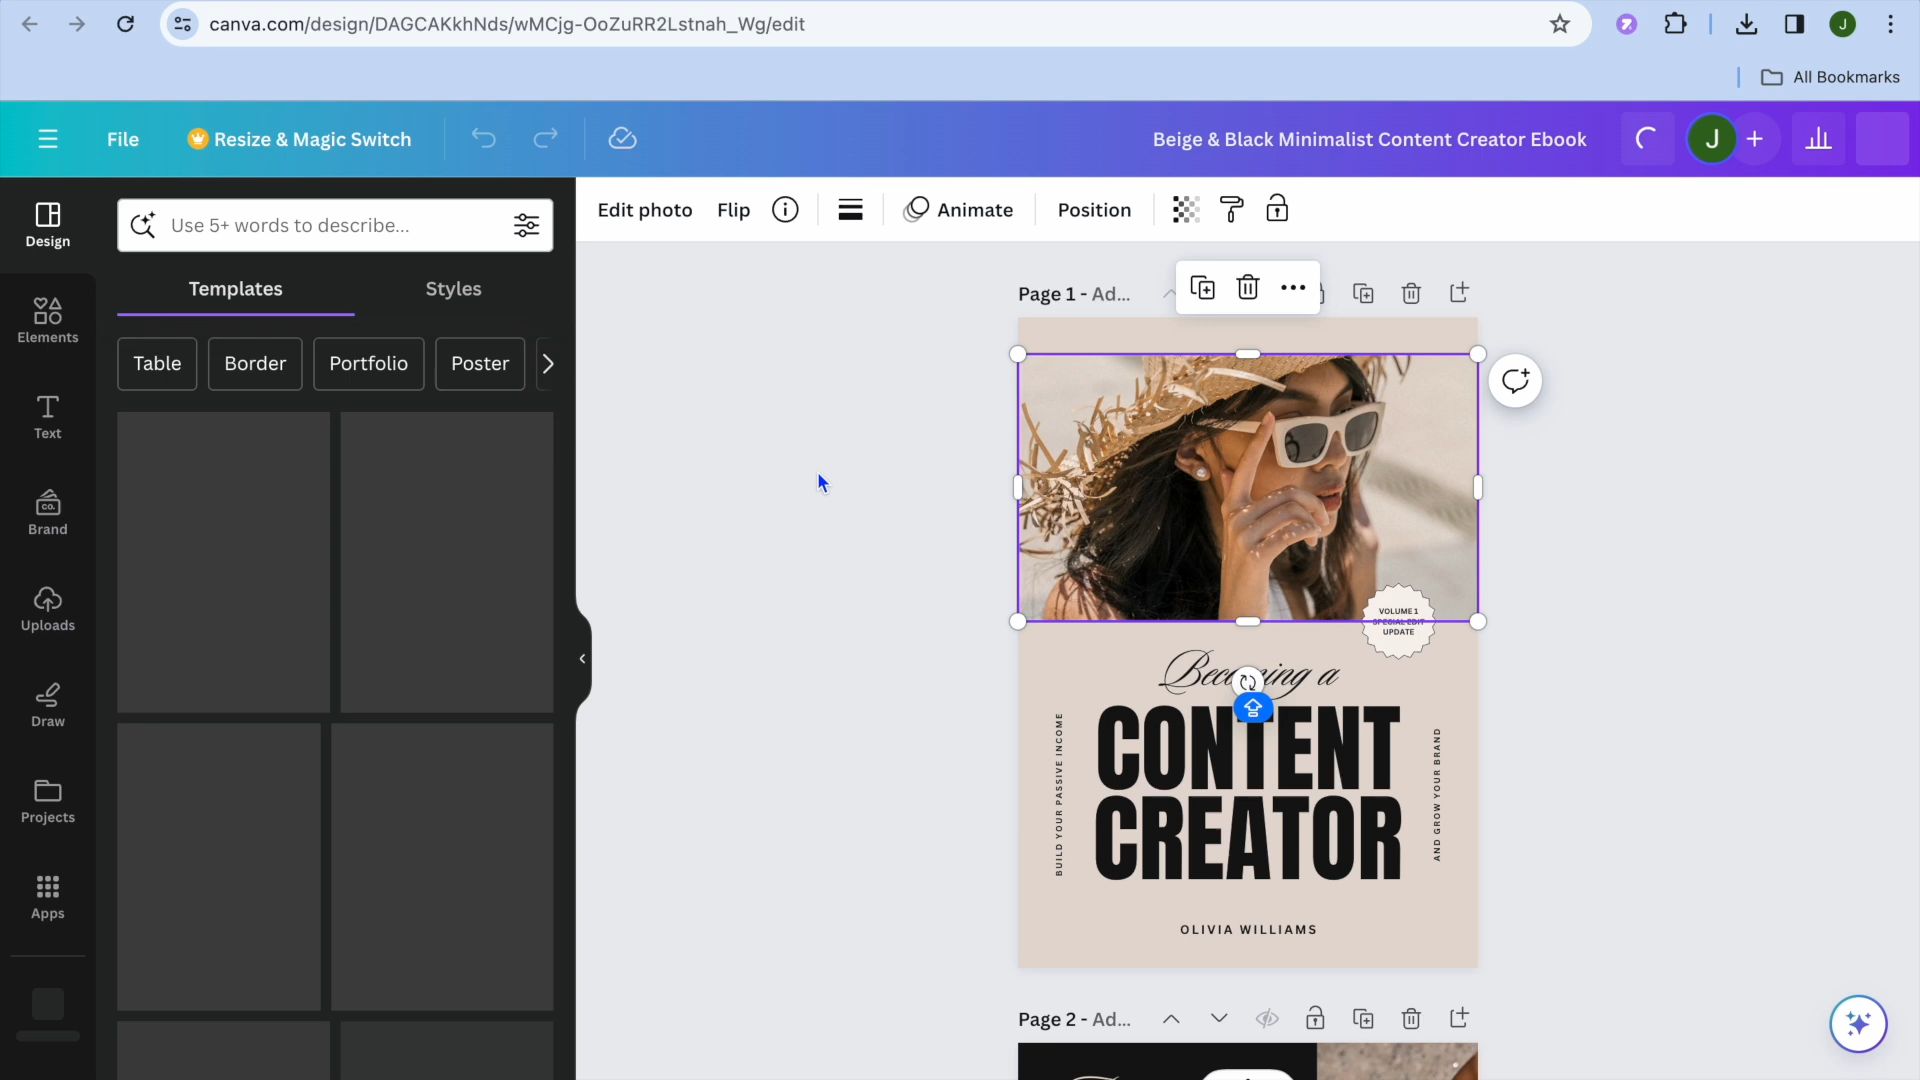 canva.com/design/DAGCAKkhNds/wMCjg-OoZuRR2Lstnah_Wg/edit
J
All Bookmarks
File
Resize & Magic Switch
Beige & Black Minimalist Content Creator Ebook
J
Design
Use 5+ words to describe...
Edit photo
Flip
Animate
Position
Templates
Styles
Page 1 - Ad...
Elements
Table
Border
Portfolio
Poster
Text
CO.
Brand
Uploads
VOLUME 1
SPECIAL EDIT
UPDATE
Becoming a
CONTENT
CREATOR
BUILD YOUR PASSIVE INCOME
AND GROW YOUR BRAND
Draw
Projects
Apps
OLIVIA WILLIAMS
Page 2 - Ad...